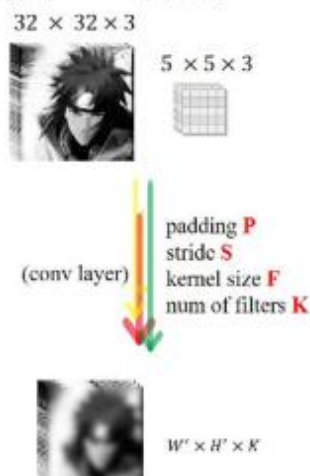 32 × 32 × 3
5 × 5 × 3
(conv layer)
padding P
stride S
kernel size F
num of filters K
W' × H' × K